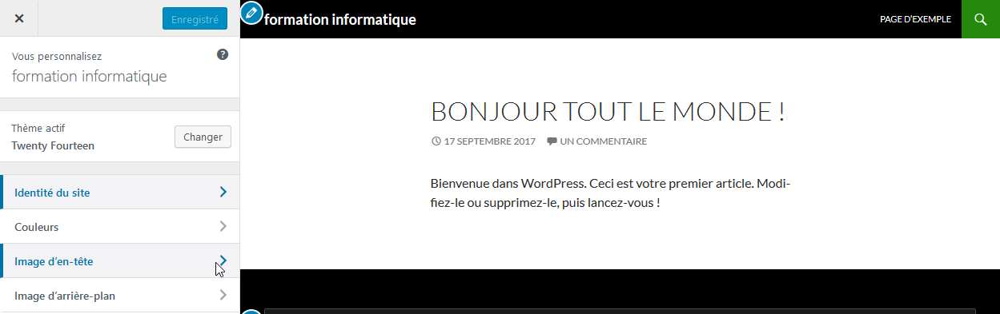 Enregistré
Vous personnalisez
formation informatique
Thème actif
Twenty Fourteen
Changer
Identité du site
Couleurs
Image d’en-tête
Image d’arrière-plan
formation informatique
PAGE D’EXEMPLE
BONJOUR TOUT LE MONDE !
17 SEPTEMBRE 2017 UN COMMENTAIRE
Bienvenue dans WordPress. Ceci est votre premier article. Modi-
fiez-le ou supprimez-le, puis lancez-vous !